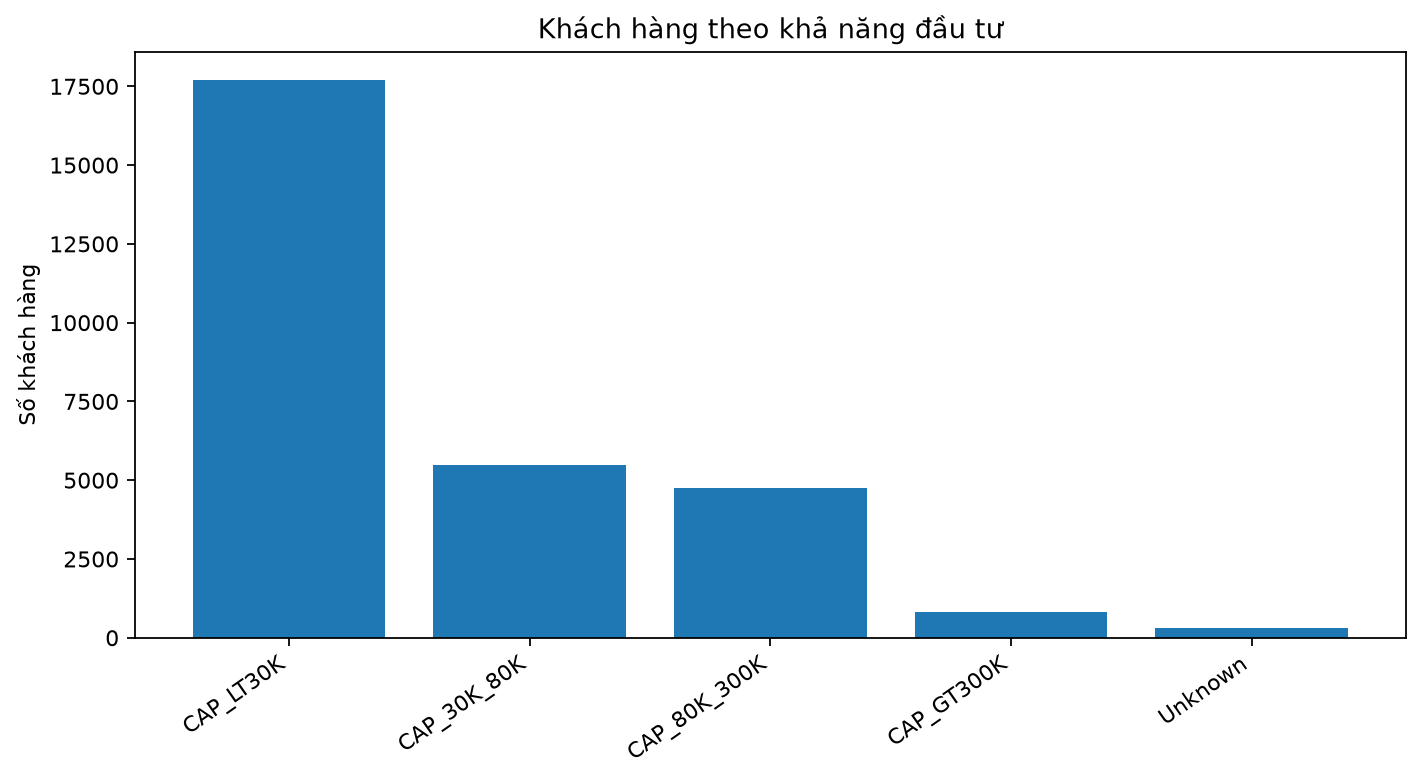 Khách hàng theo khả năng đầu tư
Số khách hàng
17500
15000
12500
10000
7500
5000
2500
0
CAP_LT30K
CAP_30K_80K
CAP_80K_300K
CAP_GT300K
Unknown